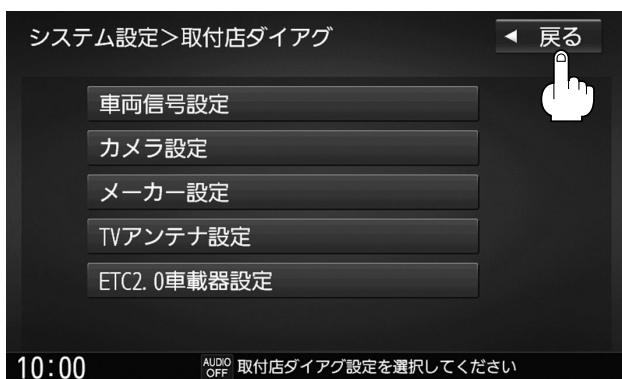 システム設定＞取付店ダイアグ
◀ 戻る
車両信号設定
カメラ設定
メーカー設定
TVアンテナ設定
ETC2.0車載器設定
10:00
AUDIO
OFF
取付店ダイアグ設定を選択してください